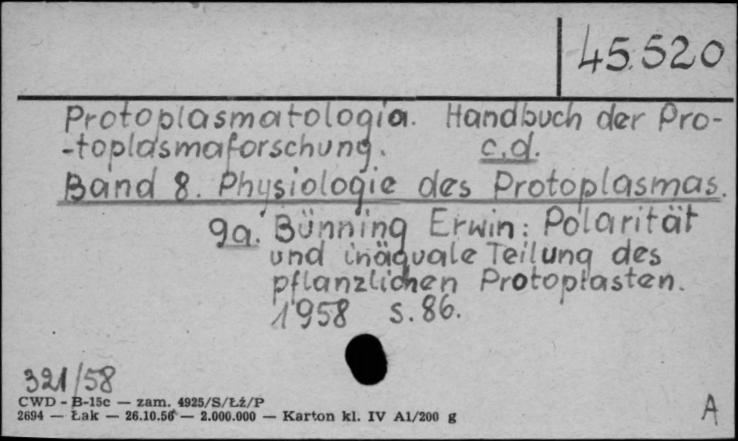 45.520
Protoplasmatologia. Handbuch der Pro-
-toplasmaforschung. c.d.
Band 8. Physiologie des Protoplasmas.
9a. Bünning Erwin: Polarität
und inäquale Teilung des
pflanzlichen Protoplasten.
1958 S. 86.
321/58
CWD - B-15c — zam. 4925/S/Łż/P
2694 — Łak — 26.10.56 — 2.000.000 — Karton kl. IV A1/200 g
A